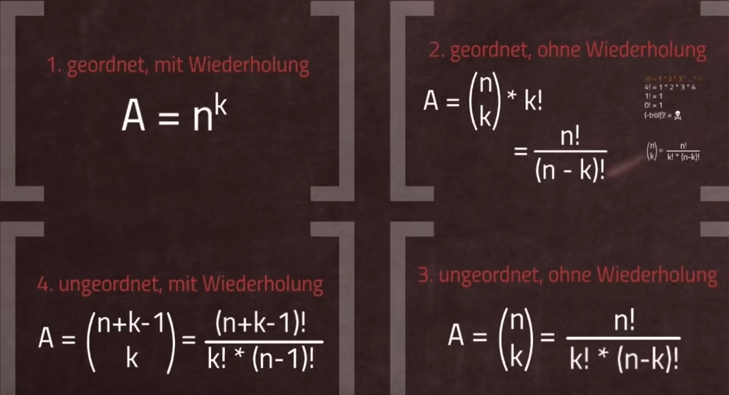 1. geordnet, mit Wiederholung
A = n^k
2. geordnet, ohne Wiederholung
A = (n k) * k!
= n! / (n - k)!
4! = 1 * 2 * 3 * 4
1! = 1
0! = 1
(-trölf)! = ☠
(n k) = n! / k! * (n-k)!
4. ungeordnet, mit Wiederholung
A = (n+k-1 k) = (n+k-1)! / k! * (n-1)!
3. ungeordnet, ohne Wiederholung
A = (n k) = n! / k! * (n-k)!